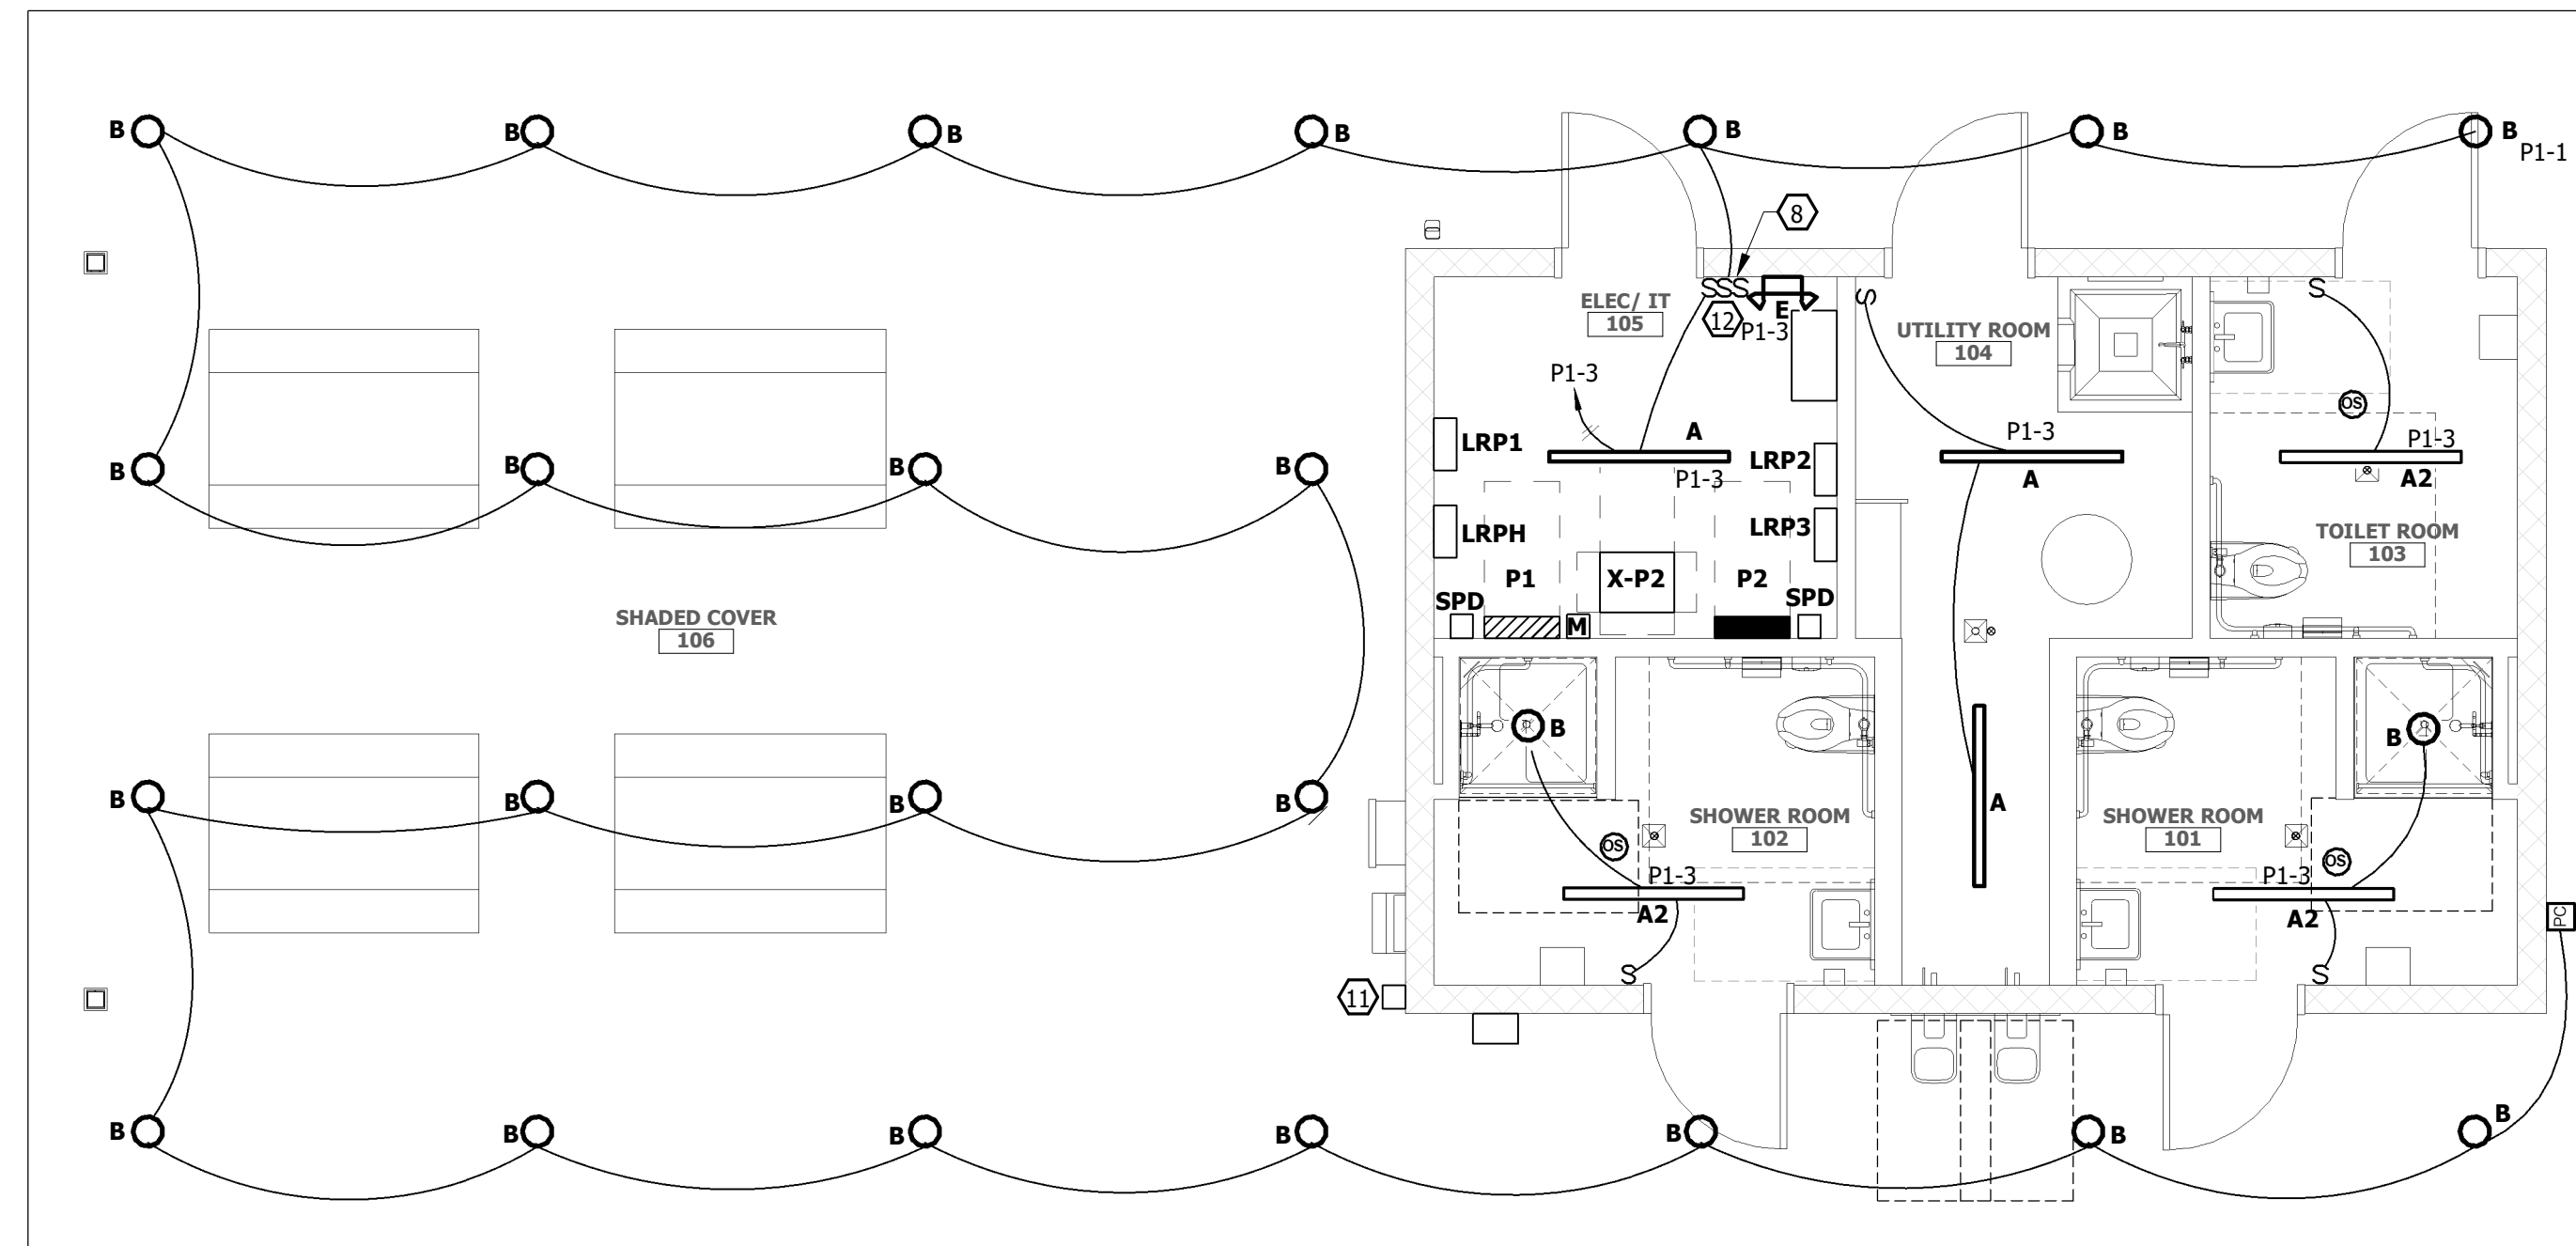 B B B B B B B
P1-1
8
SSS
E
12 P1-3
ELEC/ IT
105
S
UTILITY ROOM
104
S
OS
P1-3
LRP1
A
P1-3
LRP2
P1-3
A
P1-3
A2
B B B B
LRPH
LRP3
TOILET ROOM
103
P1
X-P2
P2
SPD
SPD
M
SHADED COVER
106
B
B
B B B B
A
SHOWER ROOM
102
SHOWER ROOM
101
OS
OS
P1-3
A2
P1-3
A2
PC
S
S
11
B B B B B B B